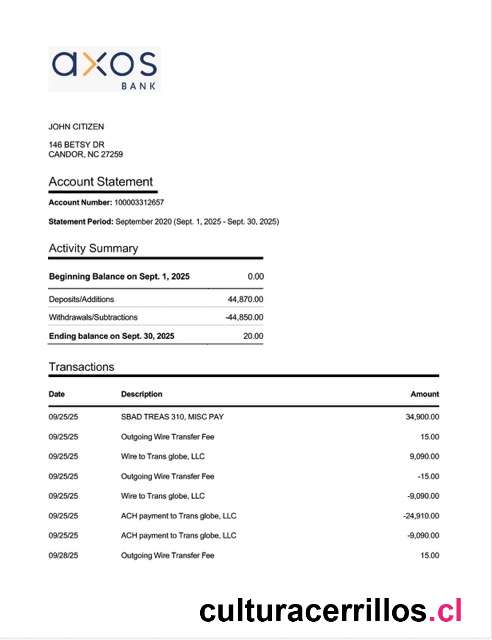 axos
BANK
JOHN CITIZEN
146 BETSY DR
CANDOR, NC 27259
Account Statement
Account Number: 100003312657
Statement Period: September 2020 (Sept. 1, 2025 - Sept. 30, 2025)
Activity Summary
Beginning Balance on Sept. 1, 2025 0.00
Deposits/Additions 44,870.00
Withdrawals/Subtractions -44,850.00
Ending balance on Sept. 30, 2025 20.00
Transactions
Date Description Amount
09/25/25 SBAD TREAS 310, MISC PAY 34,900.00
09/25/25 Outgoing Wire Transfer Fee 15.00
09/25/25 Wire to Trans globe, LLC 9,090.00
09/25/25 Outgoing Wire Transfer Fee -15.00
09/25/25 Wire to Trans globe, LLC -9,090.00
09/25/25 ACH payment to Trans globe, LLC -24,910.00
09/25/25 ACH payment to Trans globe, LLC -9,090.00
09/28/25 Outgoing Wire Transfer Fee 15.00
culturacerrillos.cl